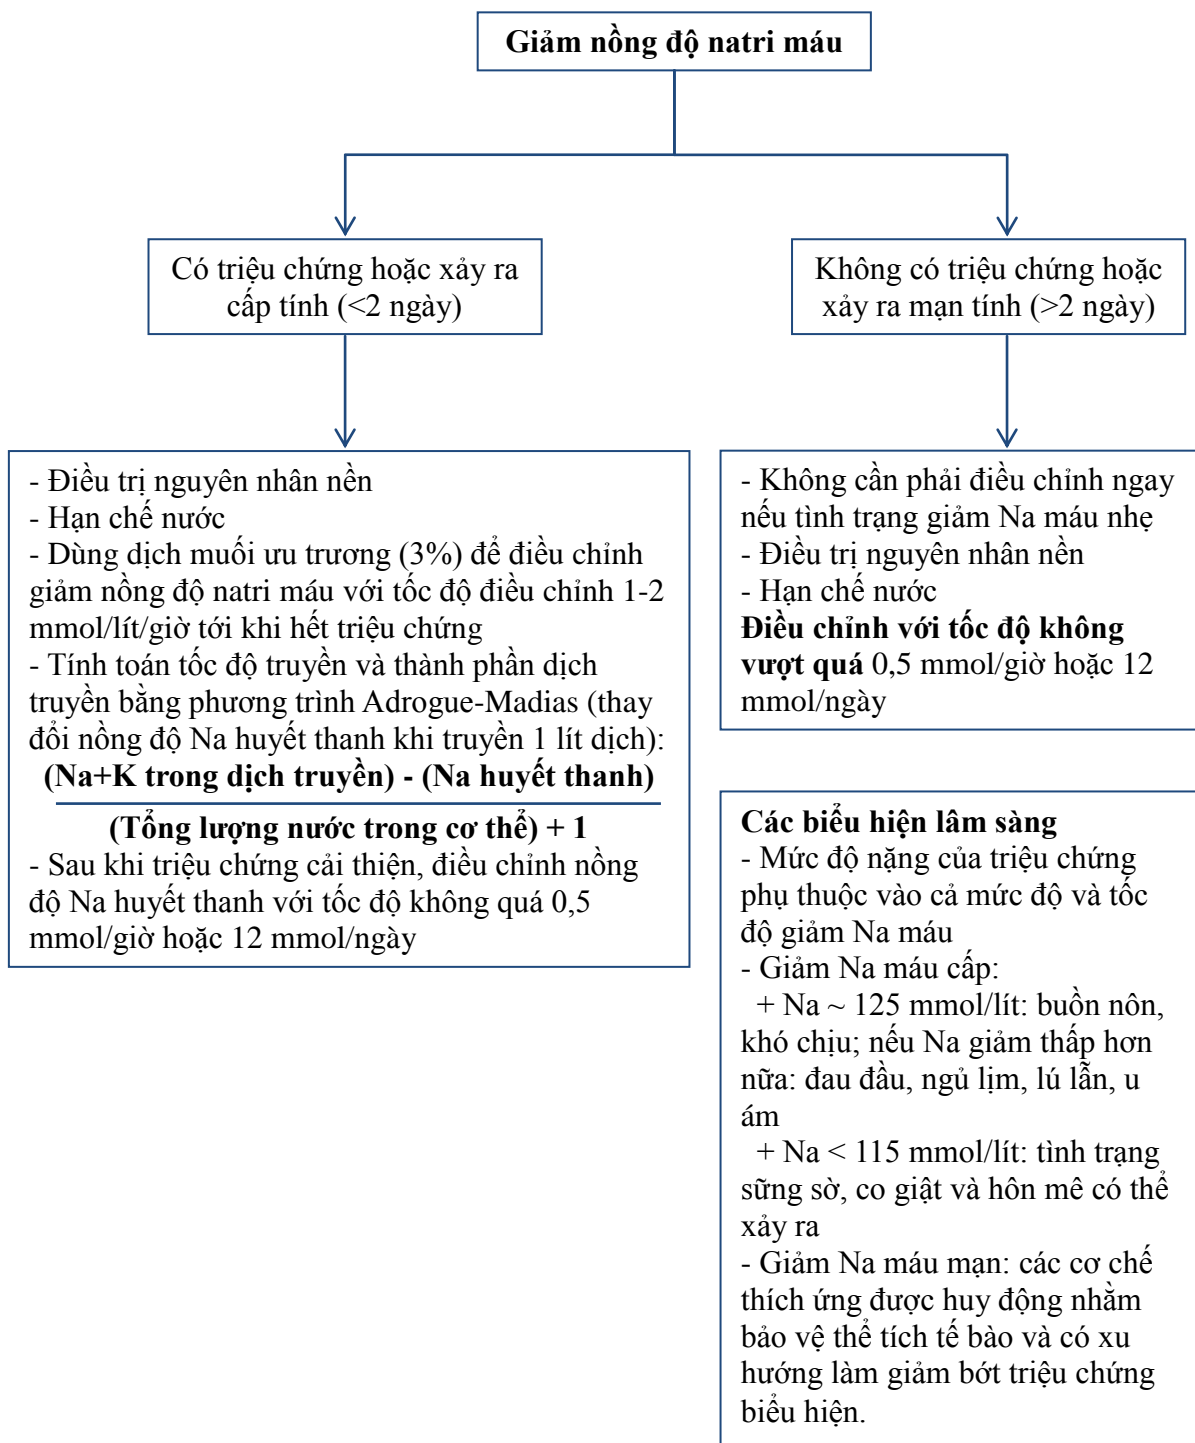 Giảm nồng độ natri máu
Có triệu chứng hoặc xảy ra
cấp tính (<2 ngày)
Không có triệu chứng hoặc
xảy ra mạn tính (>2 ngày)
- Điều trị nguyên nhân nền
- Hạn chế nước
- Dùng dịch muối ưu trương (3%) để điều chỉnh
giảm nồng độ natri máu với tốc độ điều chỉnh 1-2
mmol/lít/giờ tới khi hết triệu chứng
- Tính toán tốc độ truyền và thành phần dịch
truyền bằng phương trình Adrogue-Madias (thay
đổi nồng độ Na huyết thanh khi truyền 1 lít dịch):
(Na+K trong dịch truyền) - (Na huyết thanh)
(Tổng lượng nước trong cơ thể) + 1
- Sau khi triệu chứng cải thiện, điều chỉnh nồng
độ Na huyết thanh với tốc độ không quá 0,5
mmol/giờ hoặc 12 mmol/ngày
- Không cần phải điều chỉnh ngay
nếu tình trạng giảm Na máu nhẹ
- Điều trị nguyên nhân nền
- Hạn chế nước
Điều chỉnh với tốc độ không
vượt quá 0,5 mmol/giờ hoặc 12
mmol/ngày
Các biểu hiện lâm sàng
- Mức độ nặng của triệu chứng
phụ thuộc vào cả mức độ và tốc
độ giảm Na máu
- Giảm Na máu cấp:
+ Na ~ 125 mmol/lít: buồn nôn,
khó chịu; nếu Na giảm thấp hơn
nữa: đau đầu, ngủ lịm, lú lẫn, u
ám
+ Na < 115 mmol/lít: tình trạng
sững sờ, co giật và hôn mê có thể
xảy ra
- Giảm Na máu mạn: các cơ chế
thích ứng được huy động nhằm
bảo vệ thể tích tế bào và có xu
hướng làm giảm bớt triệu chứng
biểu hiện.